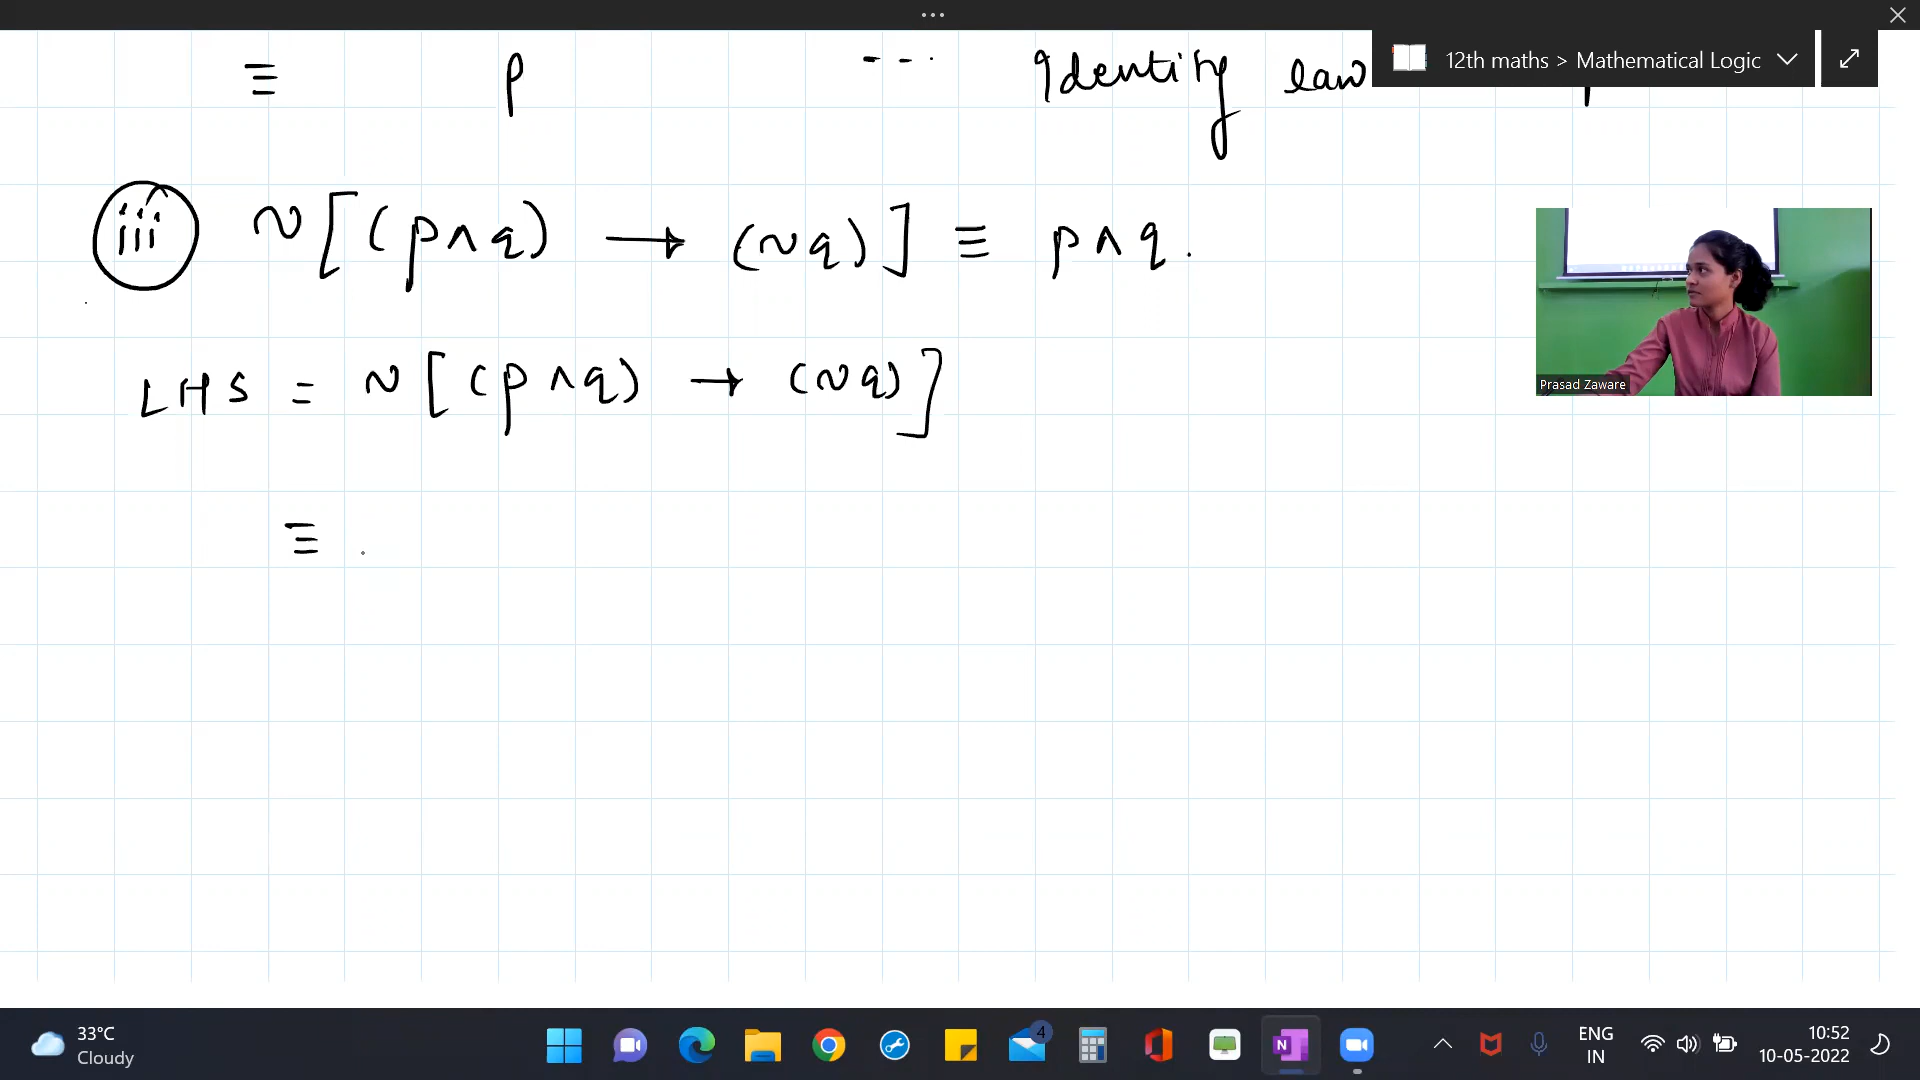 12th maths > Mathematical Logic
≡ p --- Identity law
iii ~[(p∧q) → (~q)] ≡ p∧q.
LHS = ~[(p∧q) → (~q)]
≡
Prasad Zaware
33°C
Cloudy
4
N
ENG
IN
10:52
10-05-2022